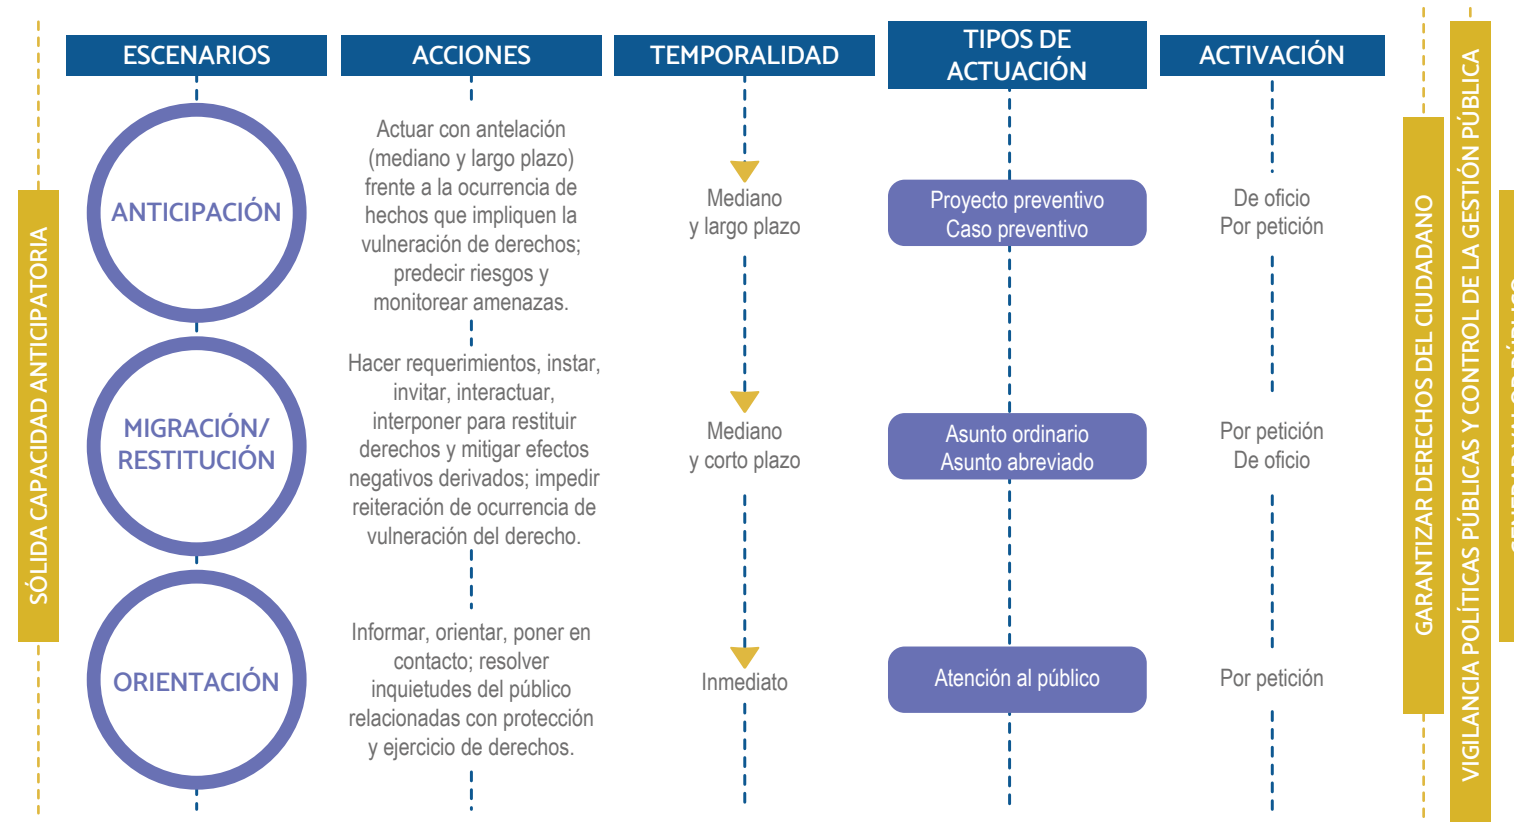 SÓLIDA CAPACIDAD ANTICIPATORIA
ESCENARIOS
ACCIONES
TEMPORALIDAD
TIPOS DE
ACTUACIÓN
ACTIVACIÓN
ANTICIPACIÓN
Actuar con antelación
(mediano y largo plazo)
frente a la ocurrencia de
hechos que impliquen la
vulneración de derechos;
predecir riesgos y
monitorear amenazas.
Mediano
y largo plazo
Proyecto preventivo
Caso preventivo
De oficio
Por petición
MIGRACIÓN/
RESTITUCIÓN
Hacer requerimientos, instar,
invitar, interactuar,
interponer para restituir
derechos y mitigar efectos
negativos derivados; impedir
reiteración de ocurrencia de
vulneración del derecho.
Mediano
y corto plazo
Asunto ordinario
Asunto abreviado
Por petición
De oficio
ORIENTACIÓN
Informar, orientar, poner en
contacto; resolver
inquietudes del público
relacionadas con protección
y ejercicio de derechos.
Inmediato
Atención al público
Por petición
GARANTIZAR DERECHOS DEL CIUDADANO
VIGILANCIA POLÍTICAS PÚBLICAS Y CONTROL DE LA GESTIÓN PÚBLICA